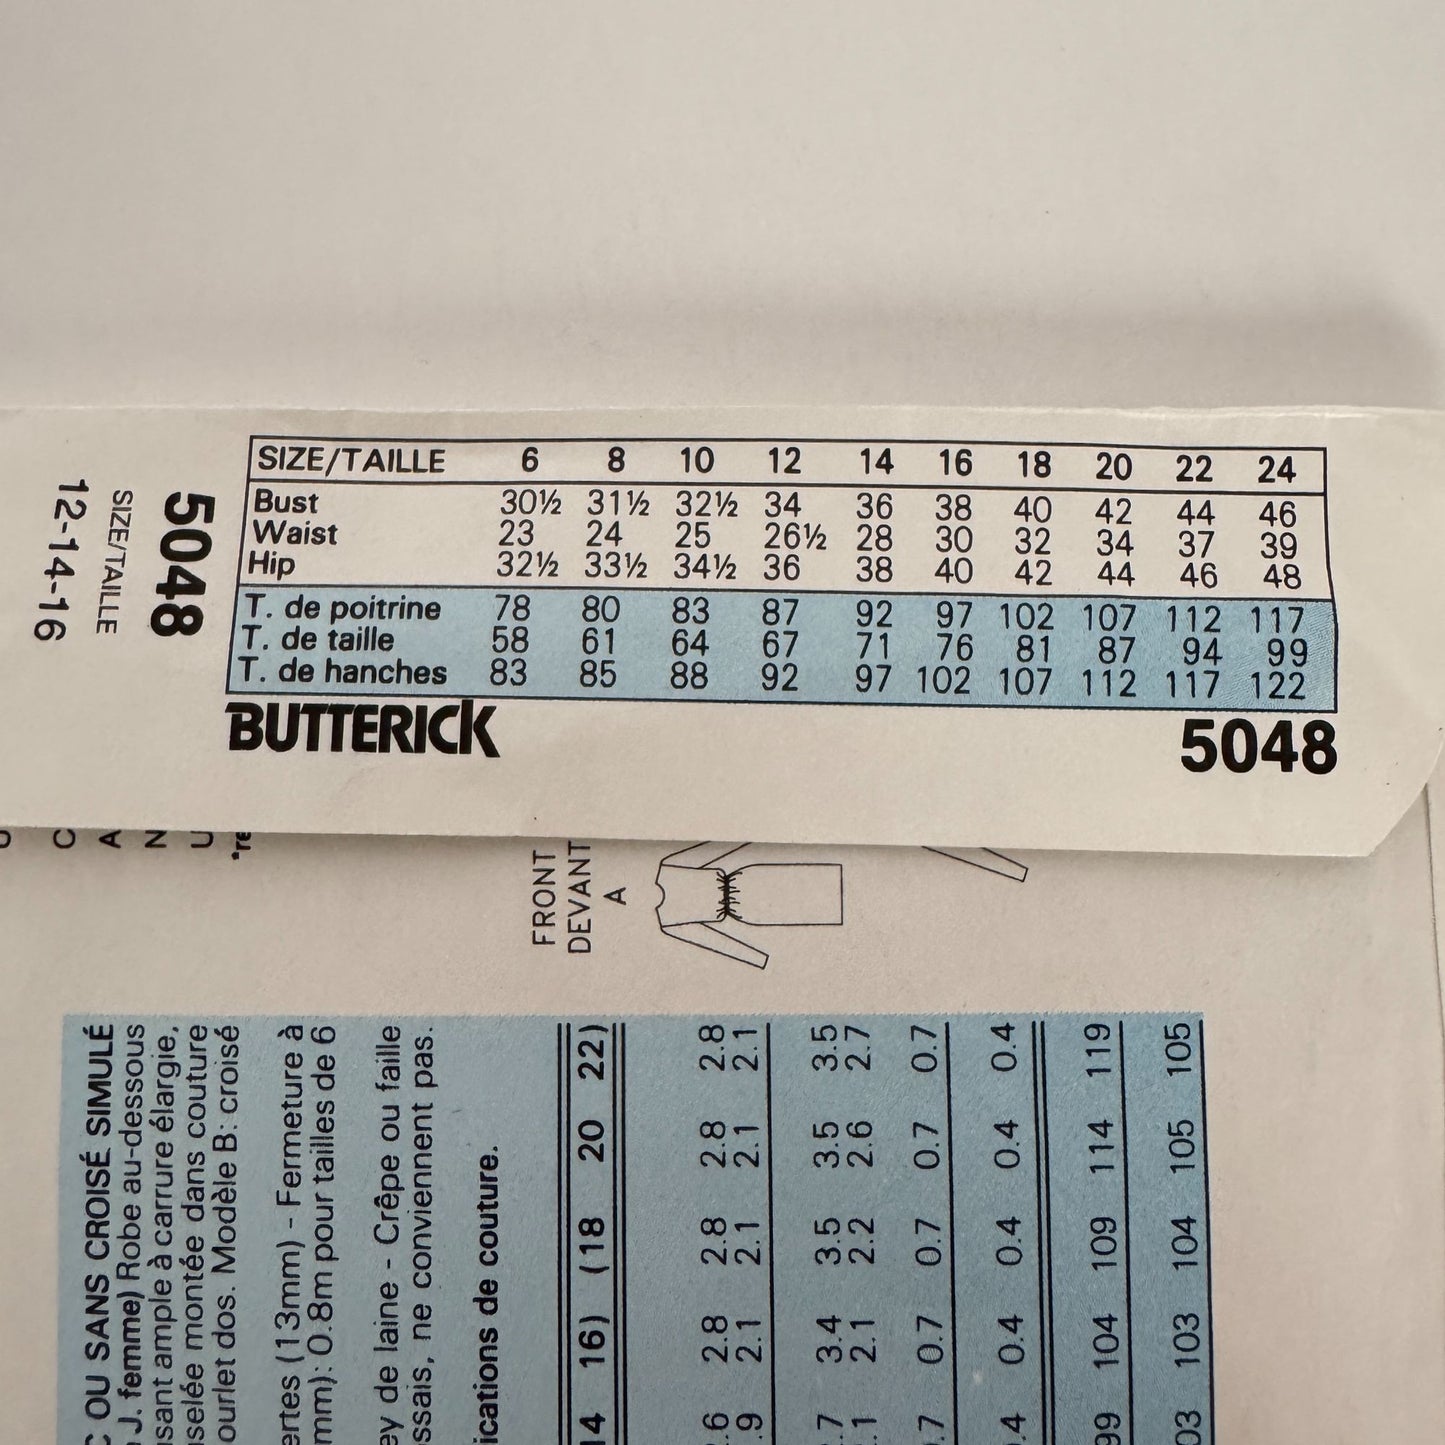 SIZE/TAILLE 6 8 10 12 14 16 18 20 22 24
Bust 30½ 31½ 32½ 34 36 38 40 42 44 46
Waist 23 24 25 26½ 28 30 32 34 37 39
Hip 32½ 33½ 34½ 36 38 40 42 44 46 48
T. de poitrine 78 80 83 87 92 97 102 107 112 117
T. de taille 58 61 64 67 71 76 81 87 94 99
T. de hanches 83 85 88 92 97 102 107 112 117 122
BUTTERICK 5048
5048
SIZE/TAILLE
12-14-16
FRONT
DEVANT
A
C OU SANS CROISÉ SIMULÉ
J. femme) Robe au-dessous
sant ample à carrure élargie,
selée montée dans couture
ourlet dos. Modèle B: croisé
ertes (13mm) - Fermeture à
mm): 0.8m pour tailles de 6
ey de laine - Crêpe ou faille
ssais, ne conviennent pas.
ications de couture.
14 16) (18 20 22)
.6 2.8 2.8 2.8 2.8
.9 2.1 2.1 2.1 2.1
.7 3.4 3.5 3.5 3.5
.1 2.1 2.2 2.6 2.7
.7 0.7 0.7 0.7 0.7
.4 0.4 0.4 0.4 0.4
99 104 109 114 119
03 103 104 105 105